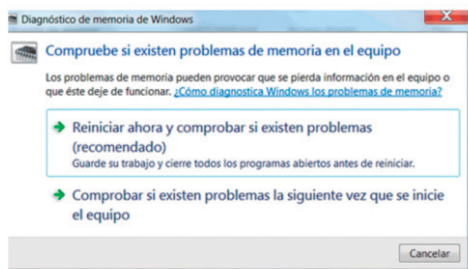 Diagnóstico de memoria de Windows
Compruebe si existen problemas de memoria en el equipo
Los problemas de memoria pueden provocar que se pierda información en el equipo o
que éste deje de funcionar. ¿Cómo diagnostica Windows los problemas de memoria?
Reiniciar ahora y comprobar si existen problemas
(recomendado)
Guarde su trabajo y cierre todos los programas abiertos antes de reiniciar.
Comprobar si existen problemas la siguiente vez que se inicie
el equipo
Cancelar